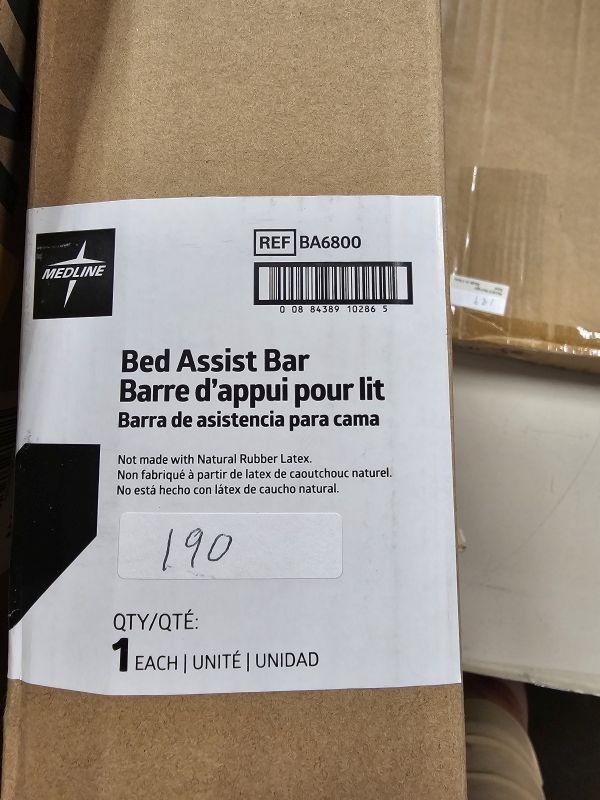 MEDLINE
REF BA6800
0 08 84389 10286 5
Bed Assist Bar
Barre d'appui pour lit
Barra de asistencia para cama
Not made with Natural Rubber Latex.
Non fabriqué à partir de latex de caoutchouc naturel.
No está hecho con látex de caucho natural.
190
QTY/QTÉ:
1 EACH | UNITÉ | UNIDAD